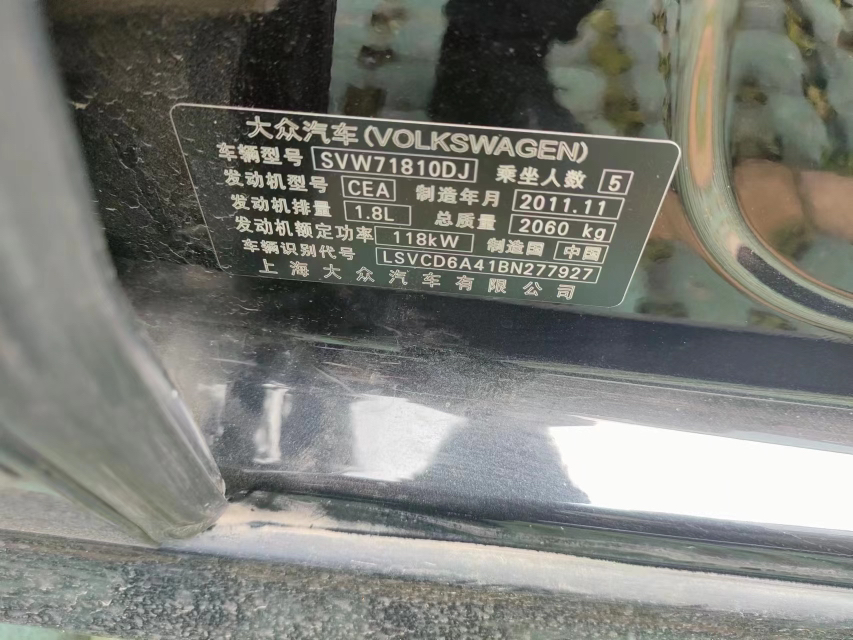 大众汽车(VOLKSWAGEN)
车辆型号 SVW71810DJ 乘坐人数 5
发动机型号 CEA 制造年月 2011.11
发动机排量 1.8L 总质量 2060 kg
发动机额定功率 118kW 制造国 中国
车辆识别代号 LSVCD6A41BN277927
上海大众汽车有限公司